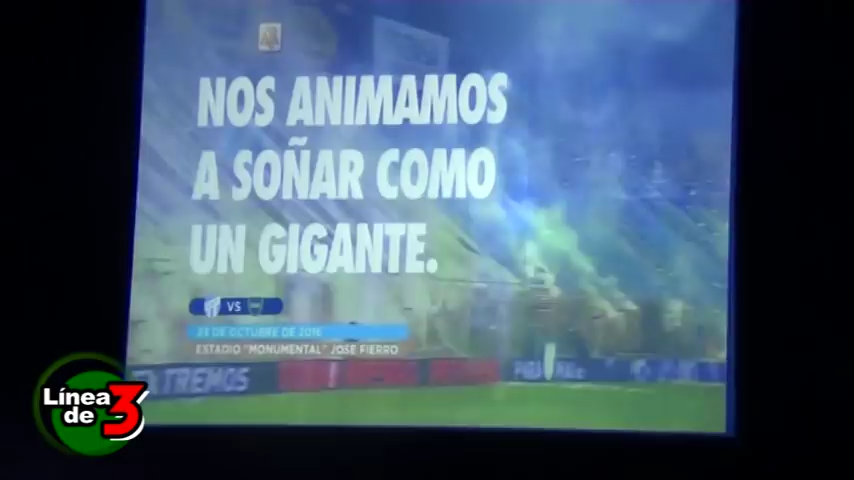 NOS ANIMAMOS
A SOÑAR COMO
UN GIGANTE.
VS
DE OCTUBRE DE 2016
ESTADIO "MONUMENTAL" JOSE FIERRO
TREMOS
Línea
de 3